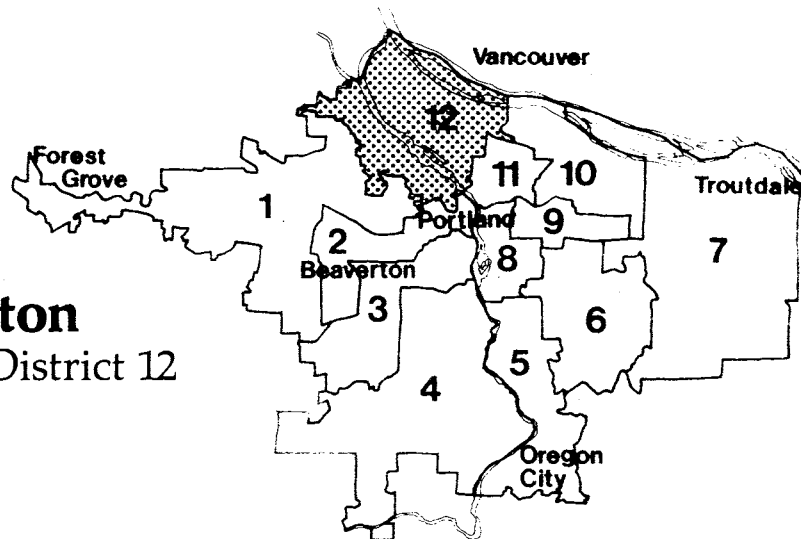 Vancouver
12
Forest
Grove
11
10
Troutdale
1
Portland
9
2
7
8
Beaverton
3
6
ton
5
District 12
4
Oregon
City